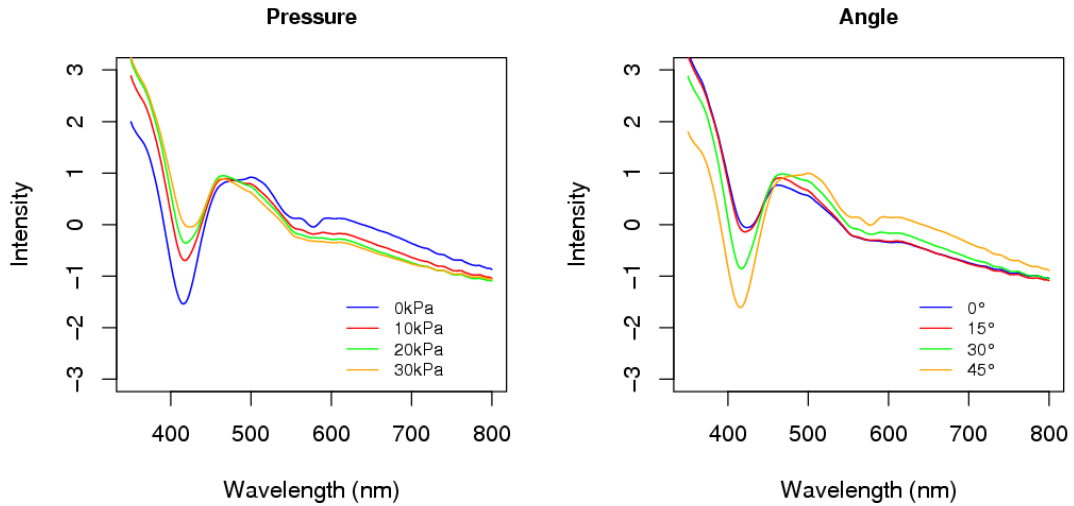 Pressure
Intensity
3
2
1
0
−1
−2
−3
0kPa
10kPa
20kPa
30kPa
400
500
600
700
800
Wavelength (nm)
Angle
Intensity
3
2
1
0
−1
−2
−3
0°
15°
30°
45°
400
500
600
700
800
Wavelength (nm)